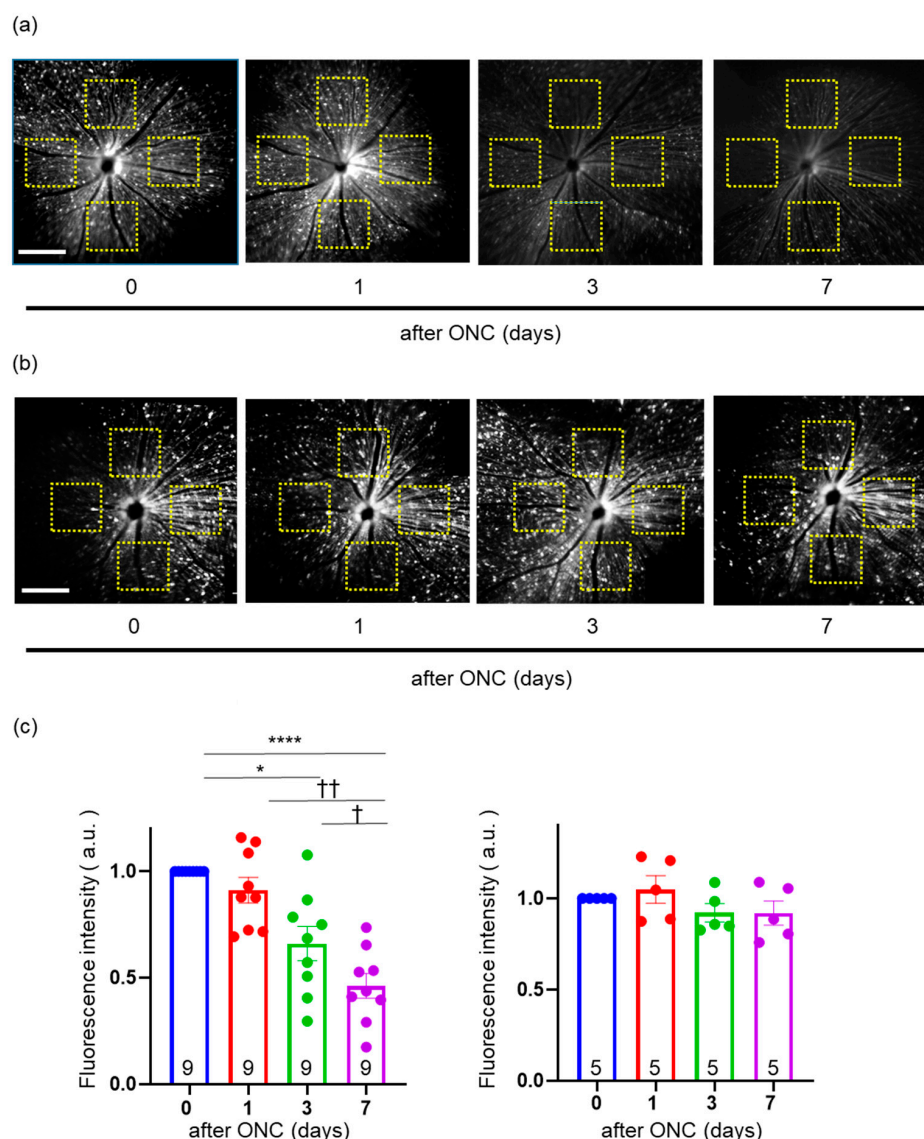 (a)
0 1 3 7
after ONC (days)
(b)
0 1 3 7
after ONC (days)
(c)
****
*
††
†
Fluorescence intensity ( a.u. )
1.0
0.5
0.0
9 9 9 9
0 1 3 7
after ONC (days)
Fluorescence intensity ( a.u. )
1.0
0.5
0.0
5 5 5 5
0 1 3 7
after ONC (days)